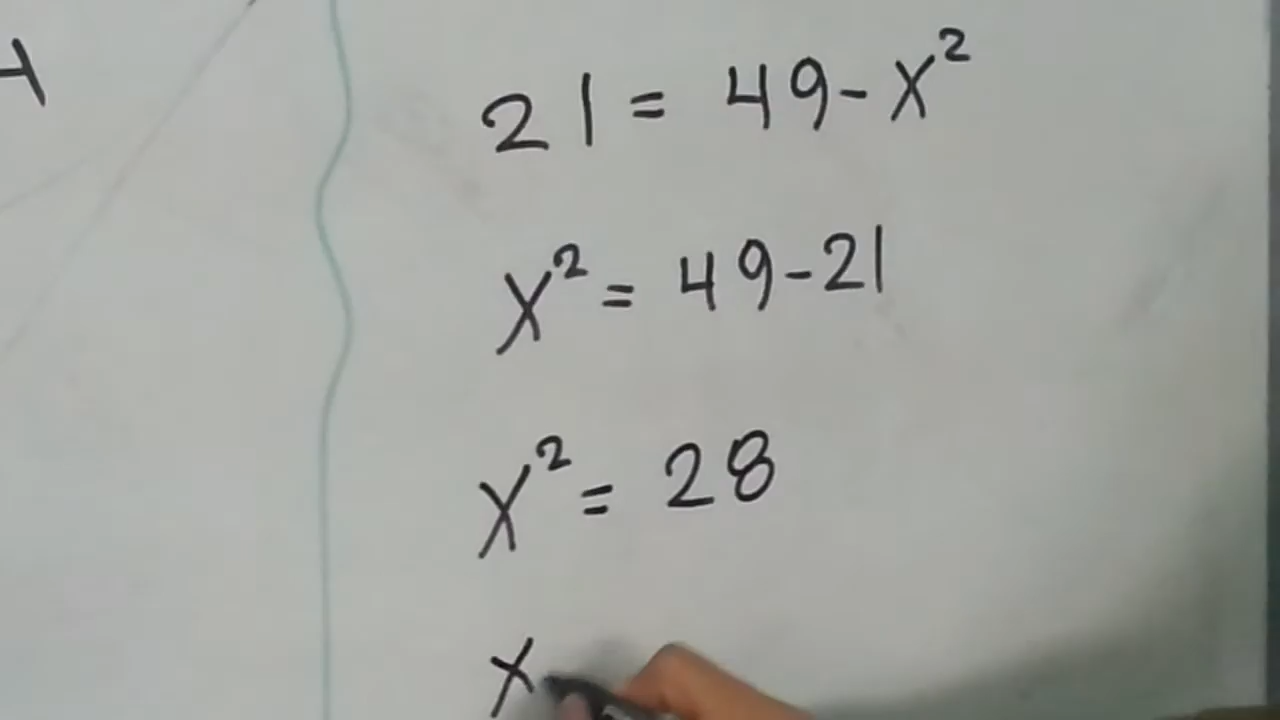 21 = 49 - x²
x² = 49 - 21
x² = 28
x